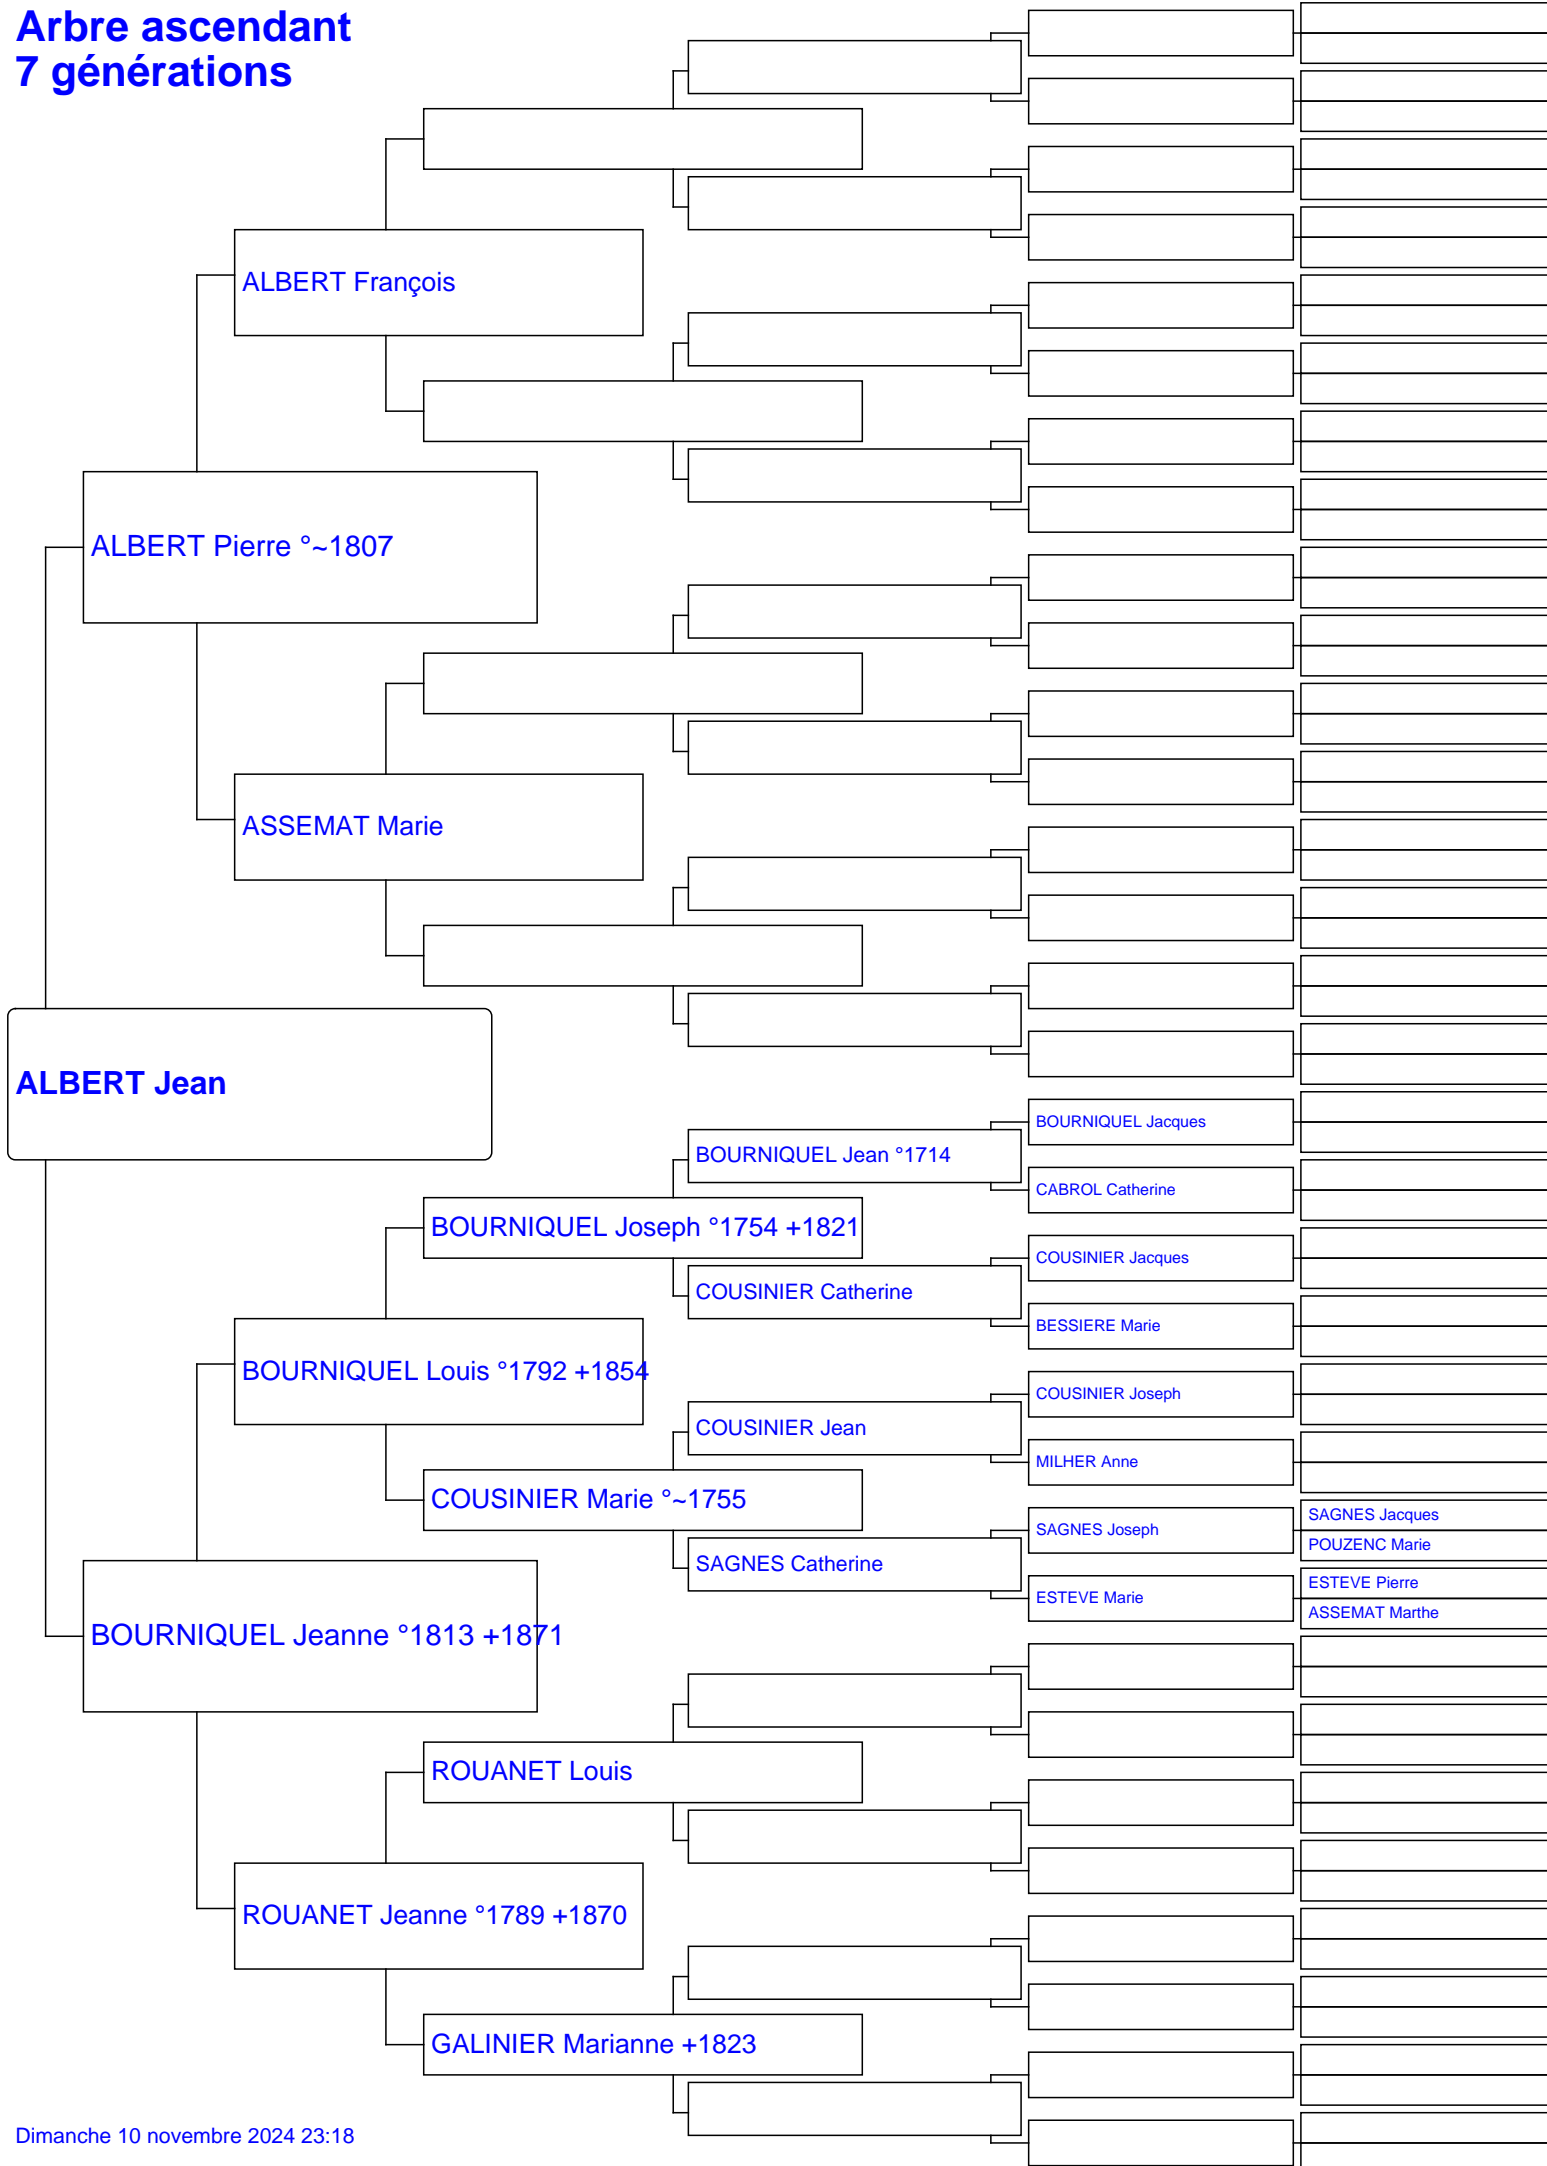 Arbre ascendant
7 générations
ALBERT François
ALBERT Pierre °~1807
ASSEMAT Marie
ALBERT Jean
BOURNIQUEL Jacques
BOURNIQUEL Jean °1714
CABROL Catherine
BOURNIQUEL Joseph °1754 +1821
COUSINIER Jacques
COUSINIER Catherine
BESSIERE Marie
BOURNIQUEL Louis °1792 +1854
COUSINIER Joseph
COUSINIER Jean
MILHER Anne
COUSINIER Marie °~1755
SAGNES Jacques
SAGNES Joseph
POUZENC Marie
SAGNES Catherine
ESTEVE Pierre
ESTEVE Marie
ASSEMAT Marthe
BOURNIQUEL Jeanne °1813 +1871
ROUANET Louis
ROUANET Jeanne °1789 +1870
GALINIER Marianne +1823
Dimanche 10 novembre 2024 23:18